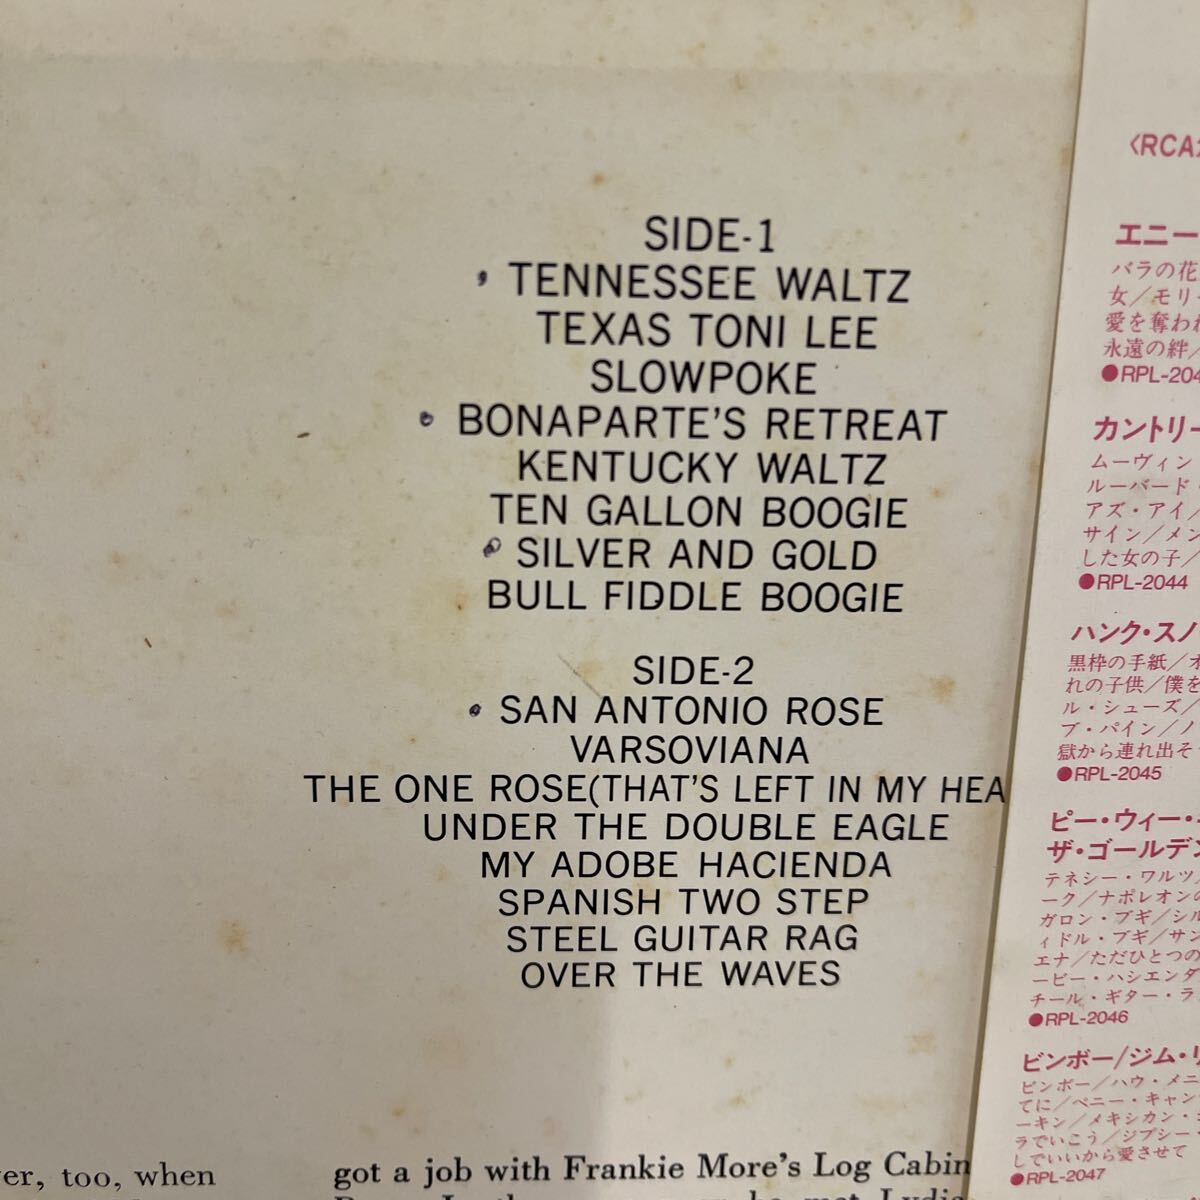 SIDE-1
TENNESSEE WALTZ
TEXAS TONI LEE
SLOWPOKE
BONAPARTE'S RETREAT
KENTUCKY WALTZ
TEN GALLON BOOGIE
SILVER AND GOLD
BULL FIDDLE BOOGIE
SIDE-2
SAN ANTONIO ROSE
VARSOVIANA
THE ONE ROSE(THAT'S LEFT IN MY HEA
UNDER THE DOUBLE EAGLE
MY ADOBE HACIENDA
SPANISH TWO STEP
STEEL GUITAR RAG
OVER THE WAVES
er, too, when
got a job with Frankie More's Log Cabin
〈RCA
エニー
バラの花
女/モリ
愛を奪われ
永遠の絆/
●RPL-204
カントリー
ムーヴィン
ルーバード・
アズ・アイ/
サイン/メン
した女の子/
●RPL-2044
ハンク・スノ
黒枠の手紙/
れの子供/僕を
ル・シューズ/
ブ・パイン/ノ
獄から連れ出そ
●RPL-2045
ピー・ウィー・
ザ・ゴールデン
テネシー・ワルツ/
ーク/ナポレオンの
ガロン・ブギ/シル
ィドル・ブギ/サン
エナ/ただひとつの
ービー・ハシエンダ
チール・ギター・ラ
●RPL-2046
ビンボー/ジム・リ
ビンボー/ハウ・メニ
てに/ペニー・キャン
ーキン/メキシカン・
ラでいこう/ジプシー・
しでいいから愛させて
●RPL-2047